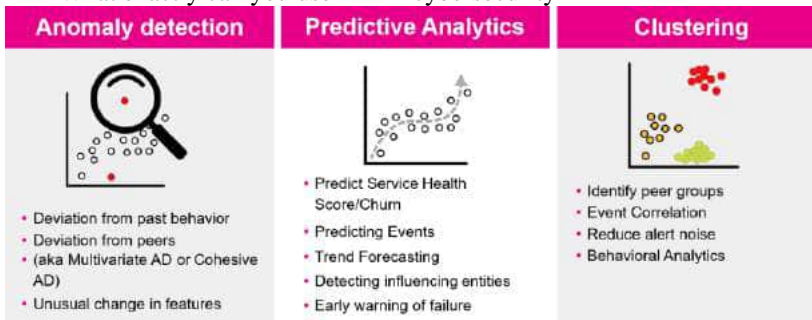 Anomaly detection
Deviation from past behavior
Deviation from peers
(aka Multivariate AD or Cohesive
AD)
Unusual change in features
Predictive Analytics
Predict Service Health
Score/Churn
Predicting Events
Trend Forecasting
Detecting influencing entities
Early warning of failure
Clustering
Identify peer groups
Event Correlation
Reduce alert noise
Behavioral Analytics